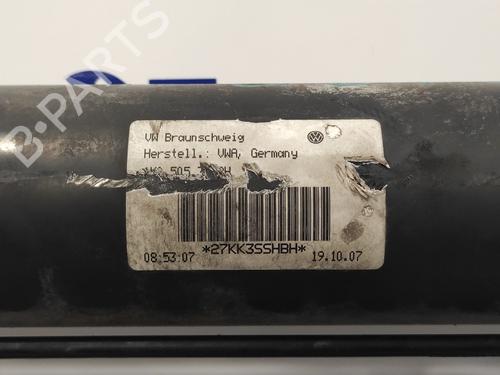 B-Parts
VW Braunschweig
Herstell.: VWA, Germany
505
*27KK3SSHBH*
08:53:07 19.10.07